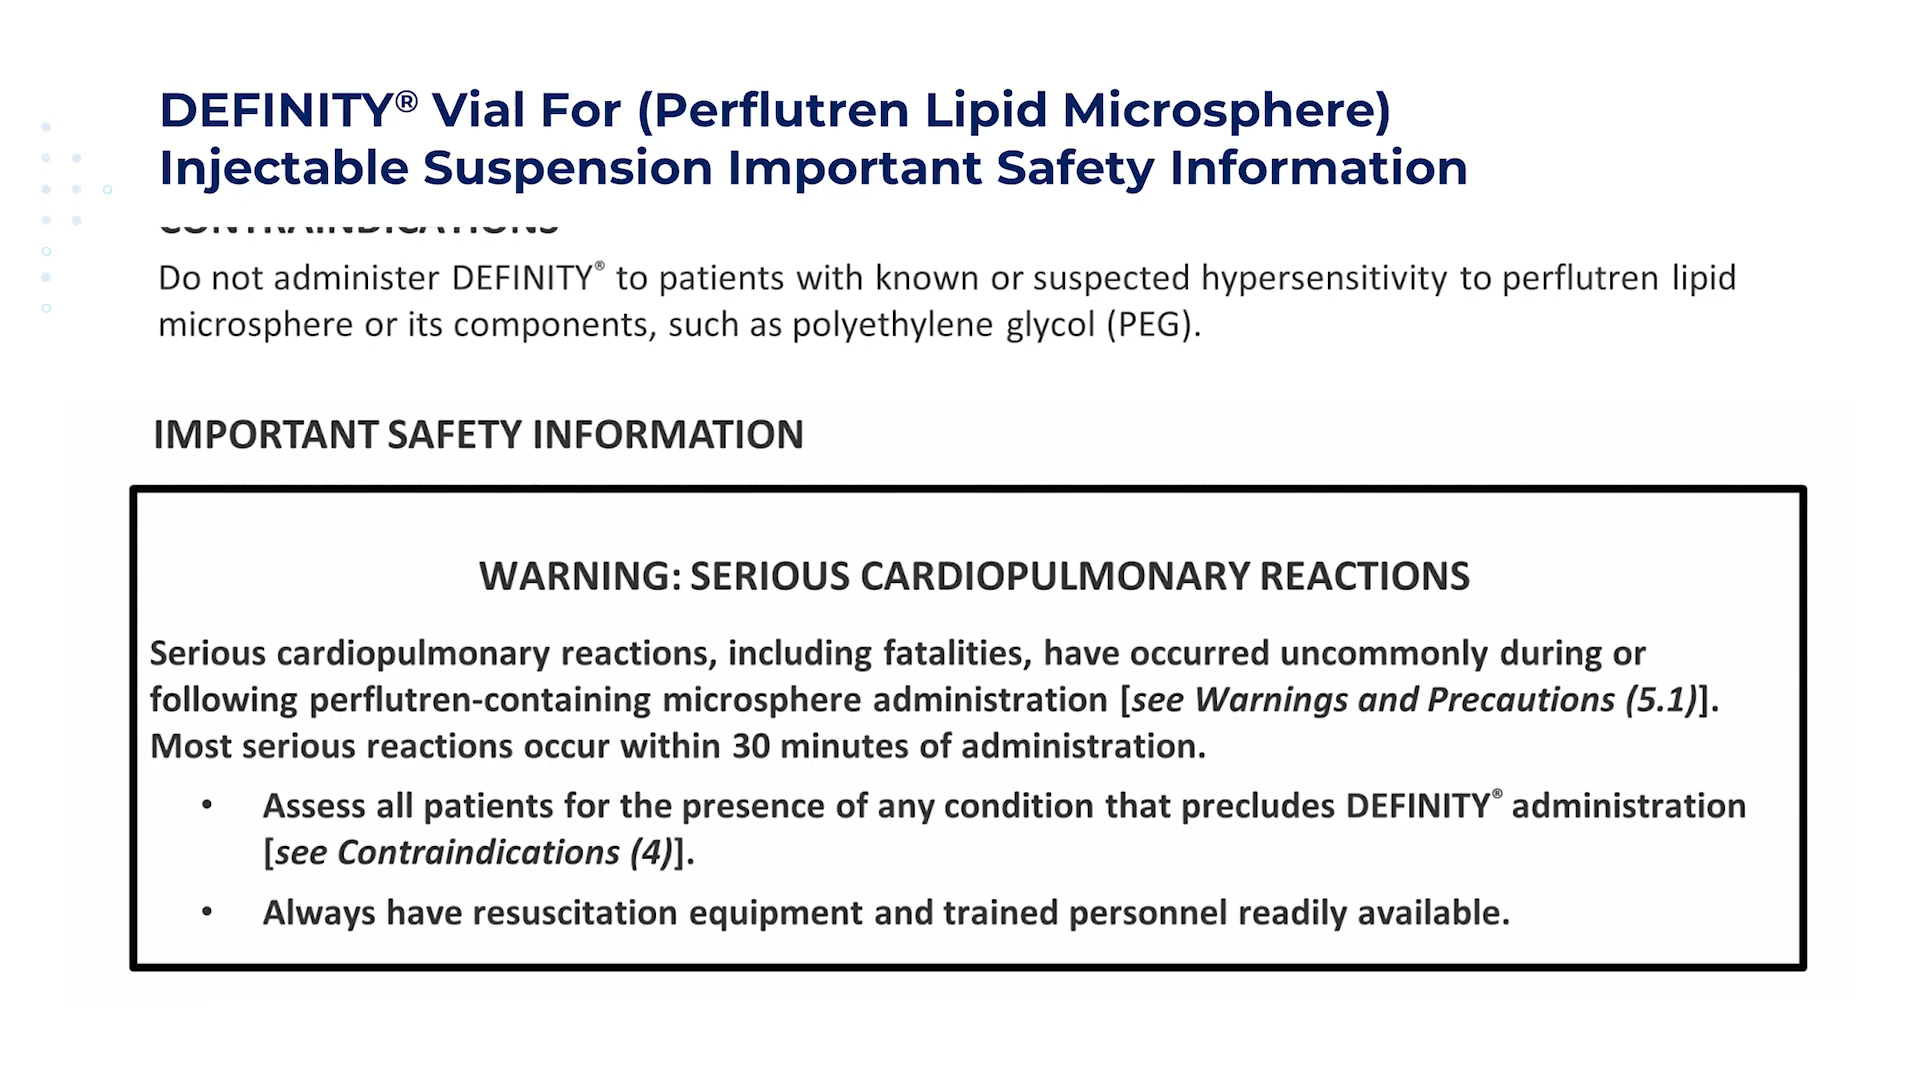 DEFINITY® Vial For (Perflutren Lipid Microsphere)
Injectable Suspension Important Safety Information
CONTRAINDICATIONS
Do not administer DEFINITY® to patients with known or suspected hypersensitivity to perflutren lipid
microsphere or its components, such as polyethylene glycol (PEG).
IMPORTANT SAFETY INFORMATION
WARNING: SERIOUS CARDIOPULMONARY REACTIONS
Serious cardiopulmonary reactions, including fatalities, have occurred uncommonly during or
following perflutren-containing microsphere administration [see Warnings and Precautions (5.1)].
Most serious reactions occur within 30 minutes of administration.
• Assess all patients for the presence of any condition that precludes DEFINITY® administration
[see Contraindications (4)].
• Always have resuscitation equipment and trained personnel readily available.